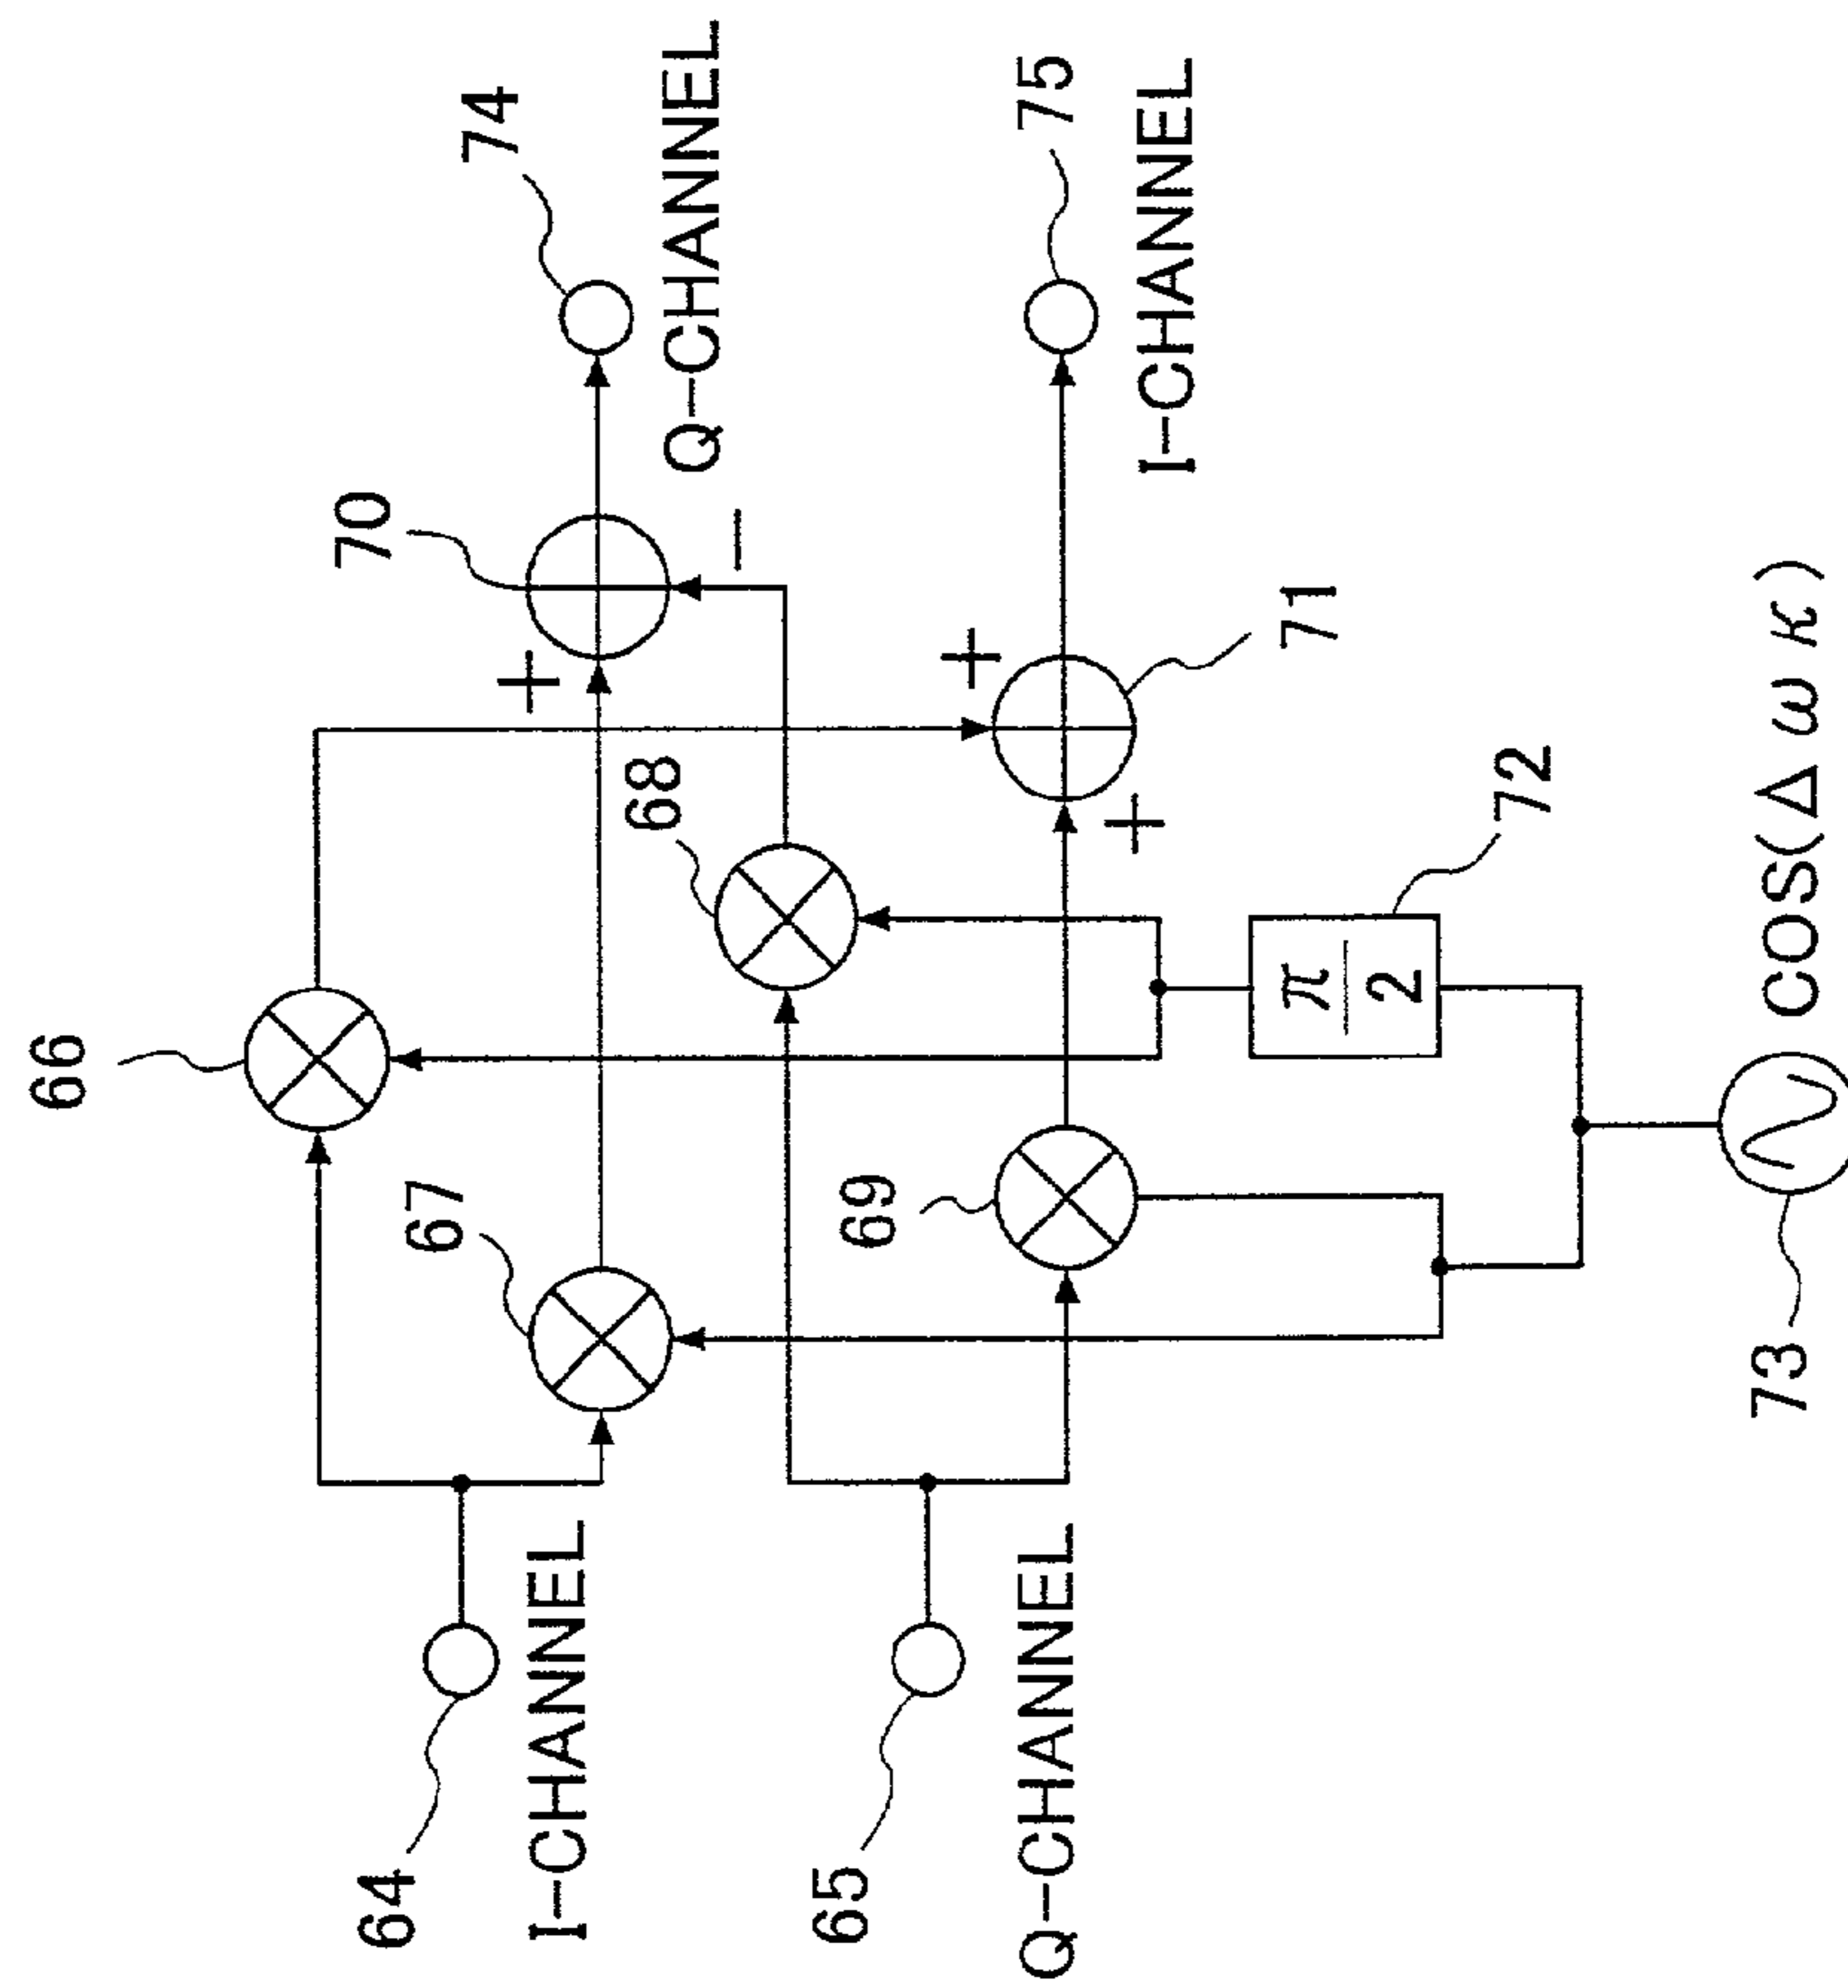 64
I-CHANNEL
65
Q-CHANNEL
66
67
68
69
70
+
−
74
Q-CHANNEL
71
+
+
75
I-CHANNEL
π
2
72
73
COS(Δωκ)